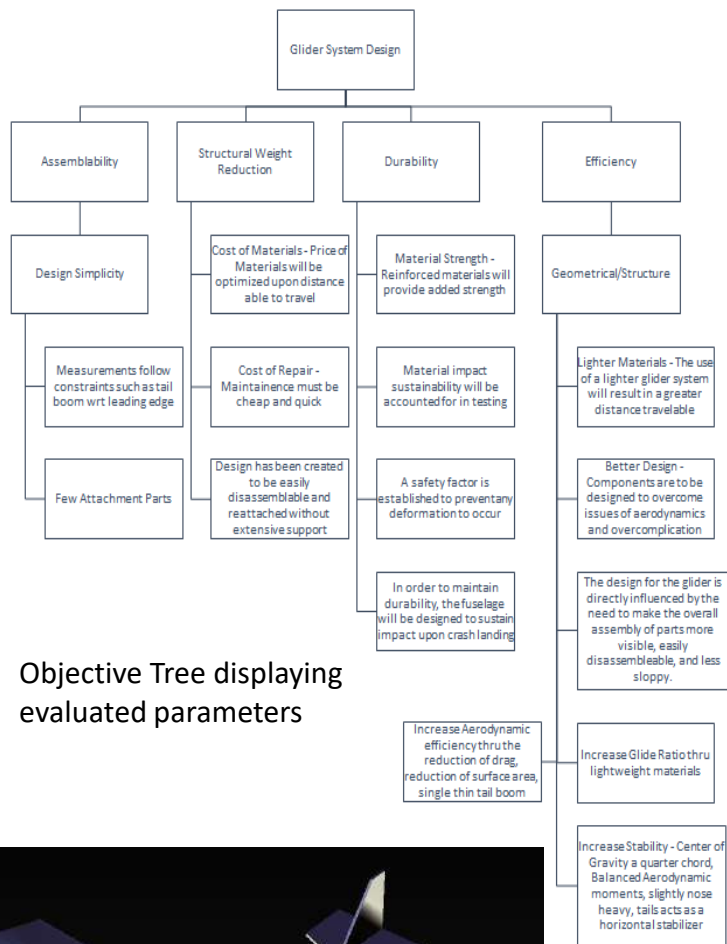 Glider System Design
Assemblability
Structural Weight
Reduction
Durability
Efficiency
Design Simplicity
Measurements follow
constraints such as tail
boom wrt leading edge
Few Attachment Parts
Cost of Materials - Price of
Materials will be
optimized upon distance
able to travel
Cost of Repair -
Maintainence must be
cheap and quick
Design has been created
to be easily
disassemblable and
reattached without
extensive support
Material Strength -
Reinforced materials will
provide added strength
Material impact
sustainability will be
accounted for in testing
A safety factor is
established to prevent any
deformation to occur
In order to maintain
durability, the fuselage
will be designed to sustain
impact upon crash landing
Geometrical/Structure
Lighter Materials - The use
of a lighter glider system
will result in a greater
distance travelable
Better Design -
Components are to be
designed to overcome
issues of aerodynamics
and overcomplication
The design for the glider is
directly influenced by the
need to make the overall
assembly of parts more
visible, easily
disassembleable, and less
sloppy.
Increase Aerodynamic
efficiency thru the
reduction of drag,
reduction of surface area,
single thin tail boom
Increase Glide Ratio thru
lightweight materials
Increase Stability - Center of
Gravity a quarter chord,
Balanced Aerodynamic
moments, slightly nose
heavy, tails acts as a
horizontal stabilizer
Objective Tree displaying
evaluated parameters